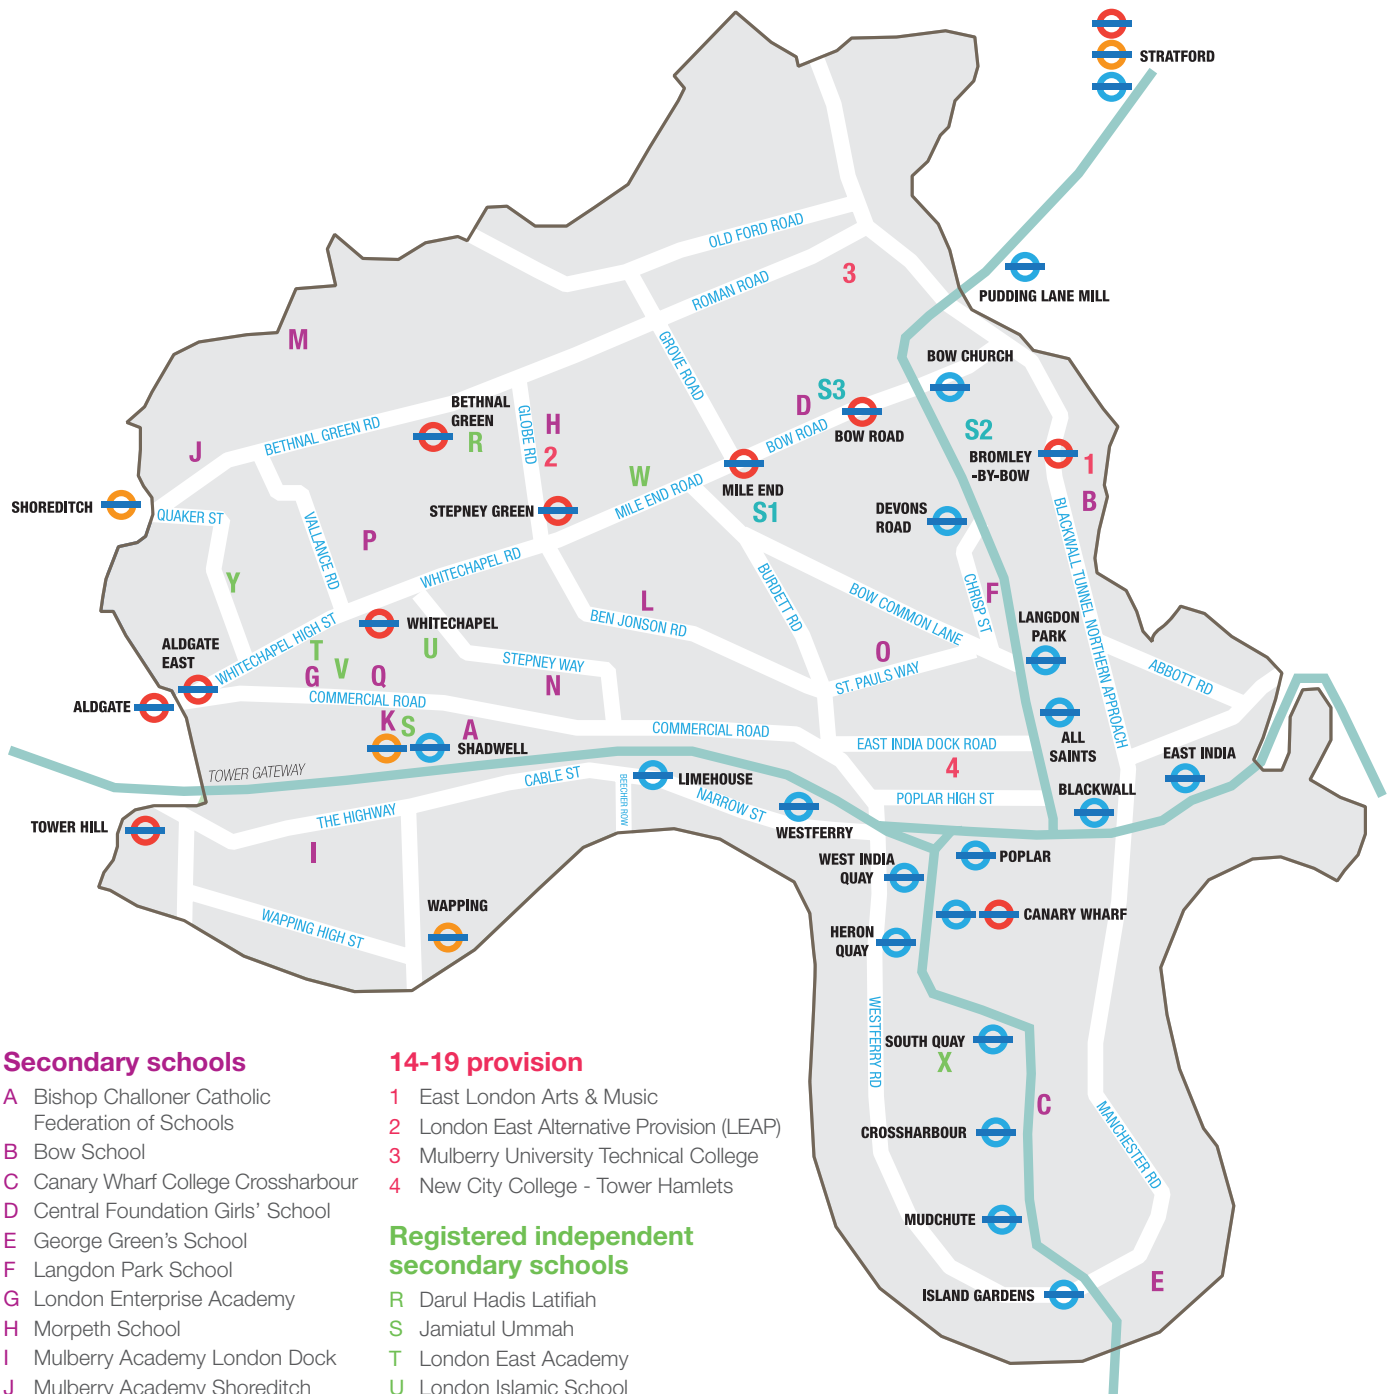 STRATFORD
OLD FORD ROAD
ROMAN ROAD
3
PUDDING LANE MILL
M
GROVE ROAD
BOW CHURCH
BETHNAL
GREEN
BETHNAL GREEN RD
GLOBE RD
H
D
S3
BOW ROAD
BOW ROAD
S2
J
R
2
W
MILE END
BROMLEY
-BY-BOW
1
B
SHOREDITCH
QUAKER ST
VALLANCE RD
STEPNEY GREEN
MILE END ROAD
S1
DEVONS
ROAD
BLACKWALL TUNNEL NORTHERN APPROACH
P
WHITECHAPEL RD
Y
BURDETT RD
BOW COMMON LANE
CHRISP ST
F
L
BEN JONSON RD
LANGDON
PARK
WHITECHAPEL
ALDGATE
EAST
WHITECHAPEL HIGH ST
T
U
V
G
Q
STEPNEY WAY
N
O
ST. PAULS WAY
ABBOTT RD
ALDGATE
COMMERCIAL ROAD
K
S
A
SHADWELL
COMMERCIAL ROAD
EAST INDIA DOCK ROAD
ALL
SAINTS
EAST INDIA
TOWER GATEWAY
CABLE ST
BEECHER ROW
LIMEHOUSE
NARROW ST
4
POPLAR HIGH ST
BLACKWALL
TOWER HILL
THE HIGHWAY
I
WESTFERRY
WEST INDIA
QUAY
POPLAR
WAPPING
WAPPING HIGH ST
HERON
QUAY
CANARY WHARF
WESTFERRY RD
SOUTH QUAY
X
C
CROSSHARBOUR
MANCHESTER RD
MUDCHUTE
ISLAND GARDENS
E
Secondary schools
A Bishop Challoner Catholic
Federation of Schools
B Bow School
C Canary Wharf College Crossharbour
D Central Foundation Girls' School
E George Green's School
F Langdon Park School
G London Enterprise Academy
H Morpeth School
I Mulberry Academy London Dock
J Mulberry Academy Shoreditch
14-19 provision
1 East London Arts & Music
2 London East Alternative Provision (LEAP)
3 Mulberry University Technical College
4 New City College - Tower Hamlets
Registered independent
secondary schools
R Darul Hadis Latifiah
S Jamiatul Ummah
T London East Academy
U London Islamic School